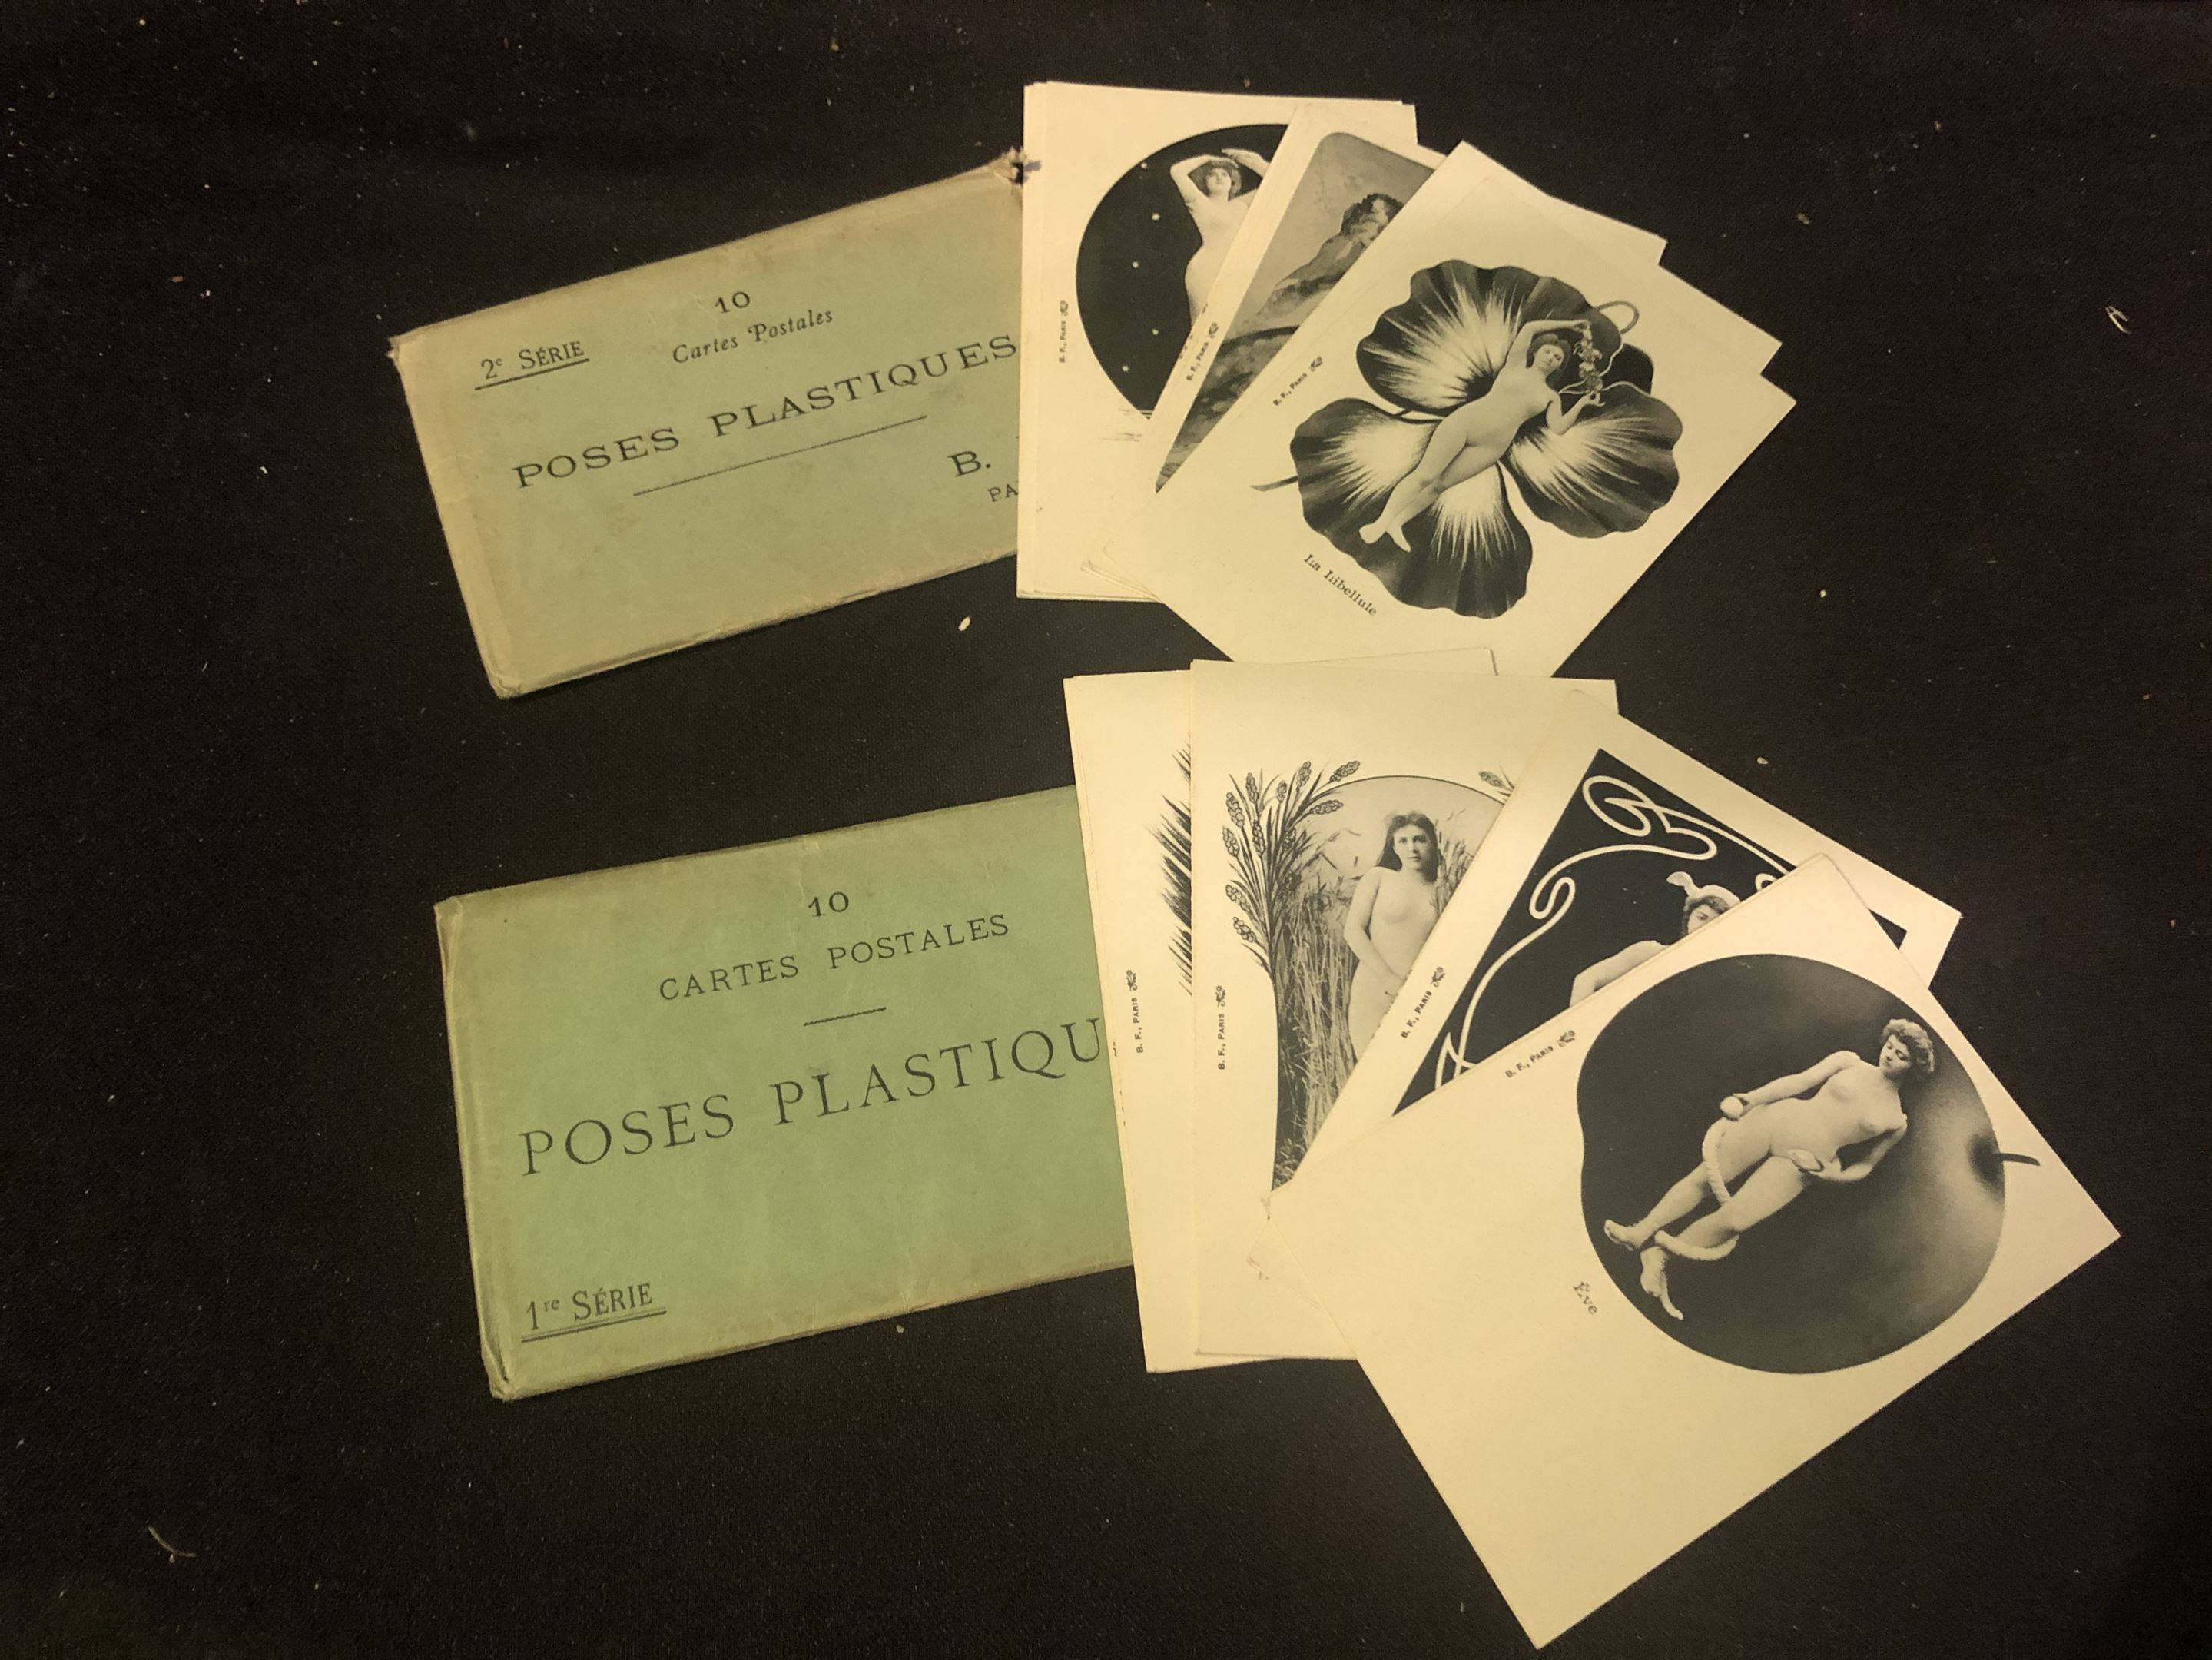 2e SÉRIE
10
Cartes Postales
POSES PLASTIQUES
B.
B. F., PARIS
B. F., PARIS
B. F., PARIS
La Libellule
10
CARTES POSTALES
POSES PLASTIQU
1re SÉRIE
B. F., PARIS
B. F., PARIS
B. F., PARIS
B. F., PARIS
Ève